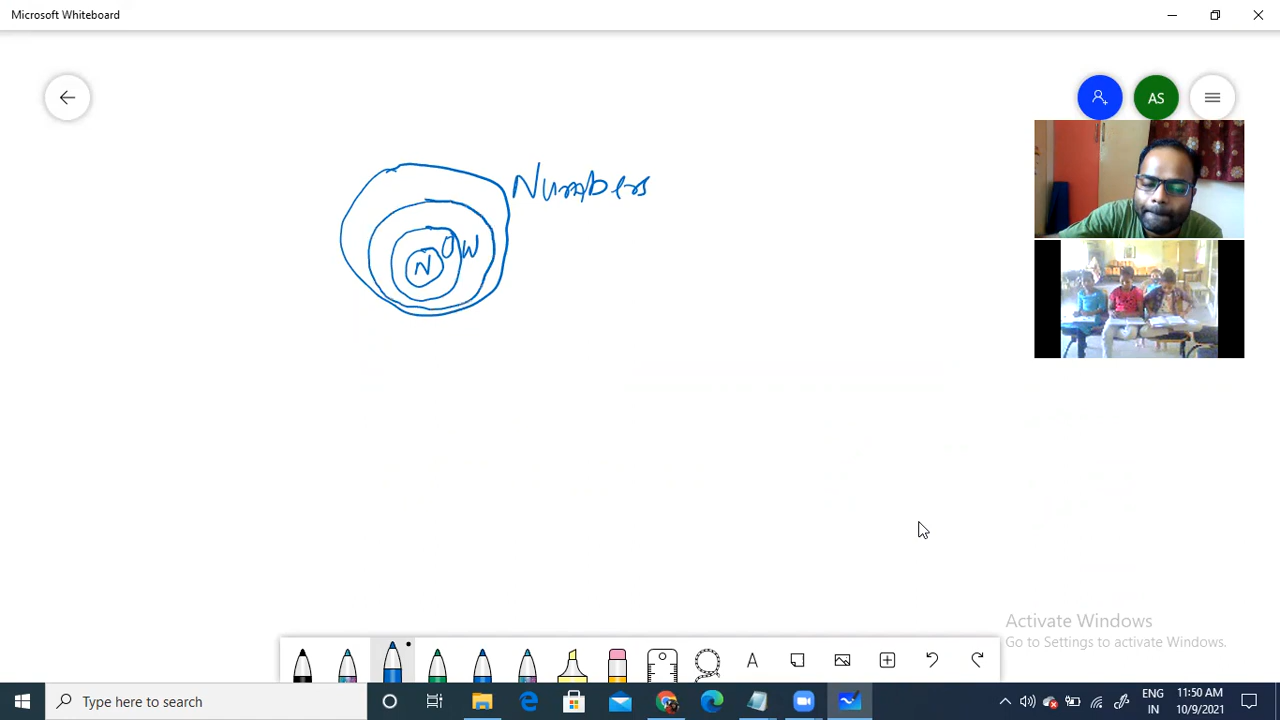 Microsoft Whiteboard
AS
Numbers
N 0 W
Activate Windows
Go to Settings to activate Windows.
A
Type here to search
ENG
IN
11:50 AM
10/9/2021